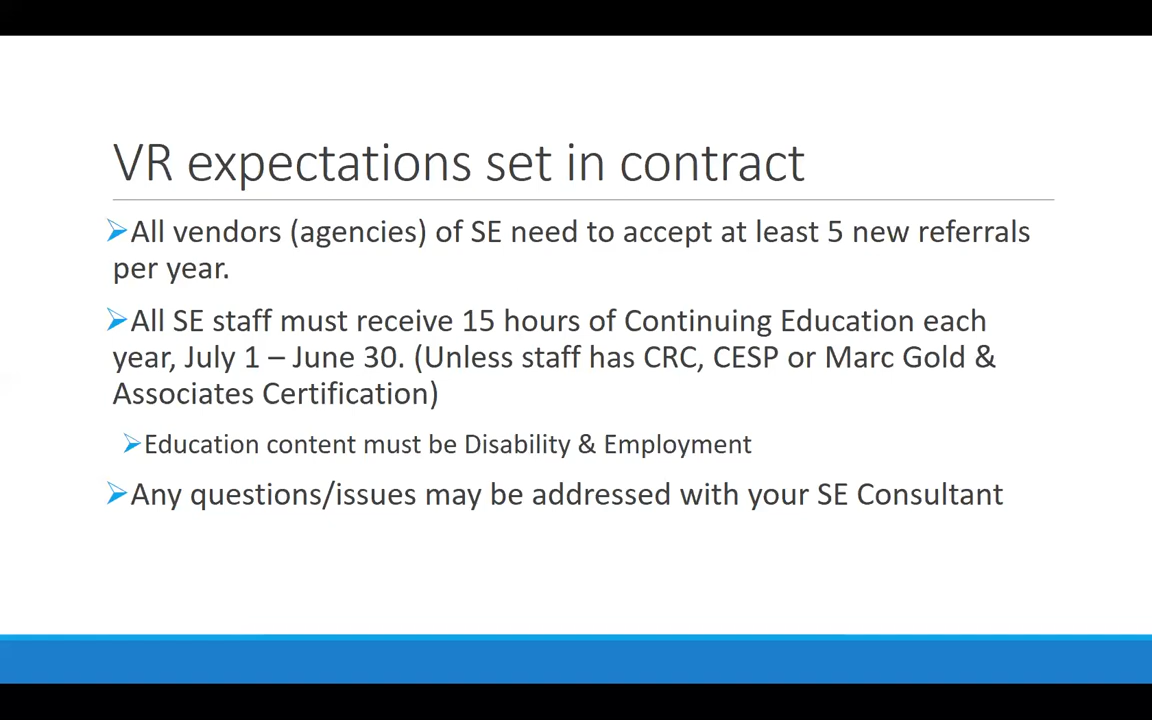 VR expectations set in contract
All vendors (agencies) of SE need to accept at least 5 new referrals
per year.
All SE staff must receive 15 hours of Continuing Education each
year, July 1 – June 30. (Unless staff has CRC, CESP or Marc Gold &
Associates Certification)
Education content must be Disability & Employment
Any questions/issues may be addressed with your SE Consultant